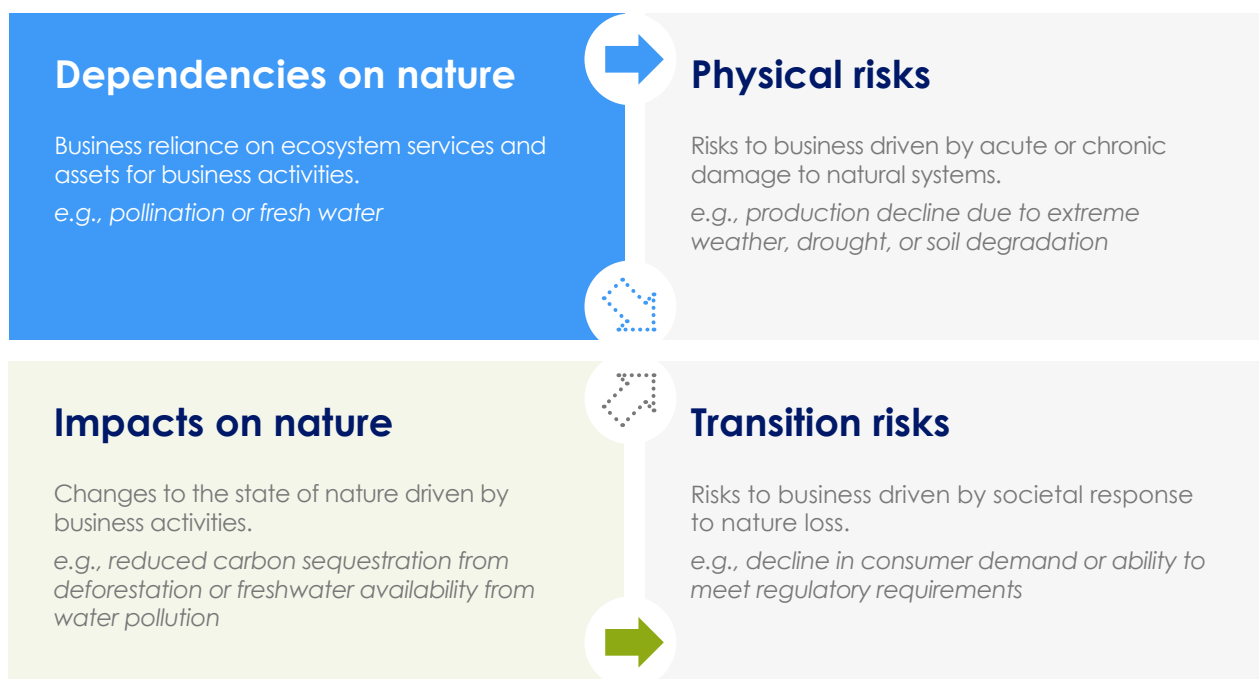 Dependencies on nature
Business reliance on ecosystem services and
assets for business activities.
e.g., pollination or fresh water
Physical risks
Risks to business driven by acute or chronic
damage to natural systems.
e.g., production decline due to extreme
weather, drought, or soil degradation
Impacts on nature
Changes to the state of nature driven by
business activities.
e.g., reduced carbon sequestration from
deforestation or freshwater availability from
water pollution
Transition risks
Risks to business driven by societal response
to nature loss.
e.g., decline in consumer demand or ability to
meet regulatory requirements